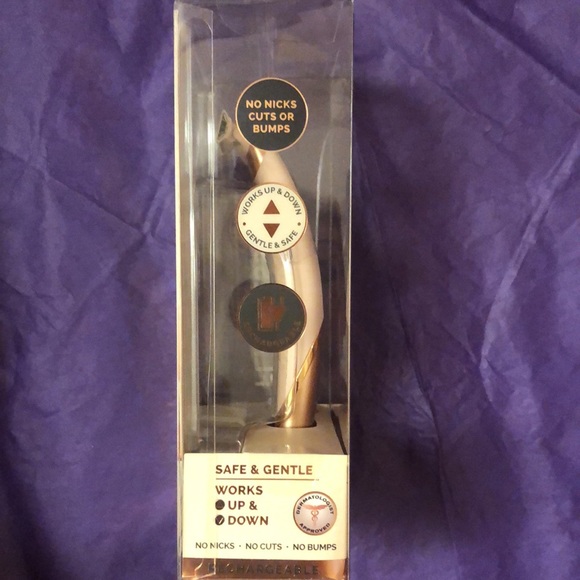 NO NICKS
CUTS OR
BUMPS
WORKS UP & DOWN
• GENTLE & SAFE •
RECHARGEABLE
SAFE & GENTLE
WORKS
UP &
DOWN
DERMATOLOGIST
APPROVED
NO NICKS • NO CUTS • NO BUMPS
RECHARGEABLE